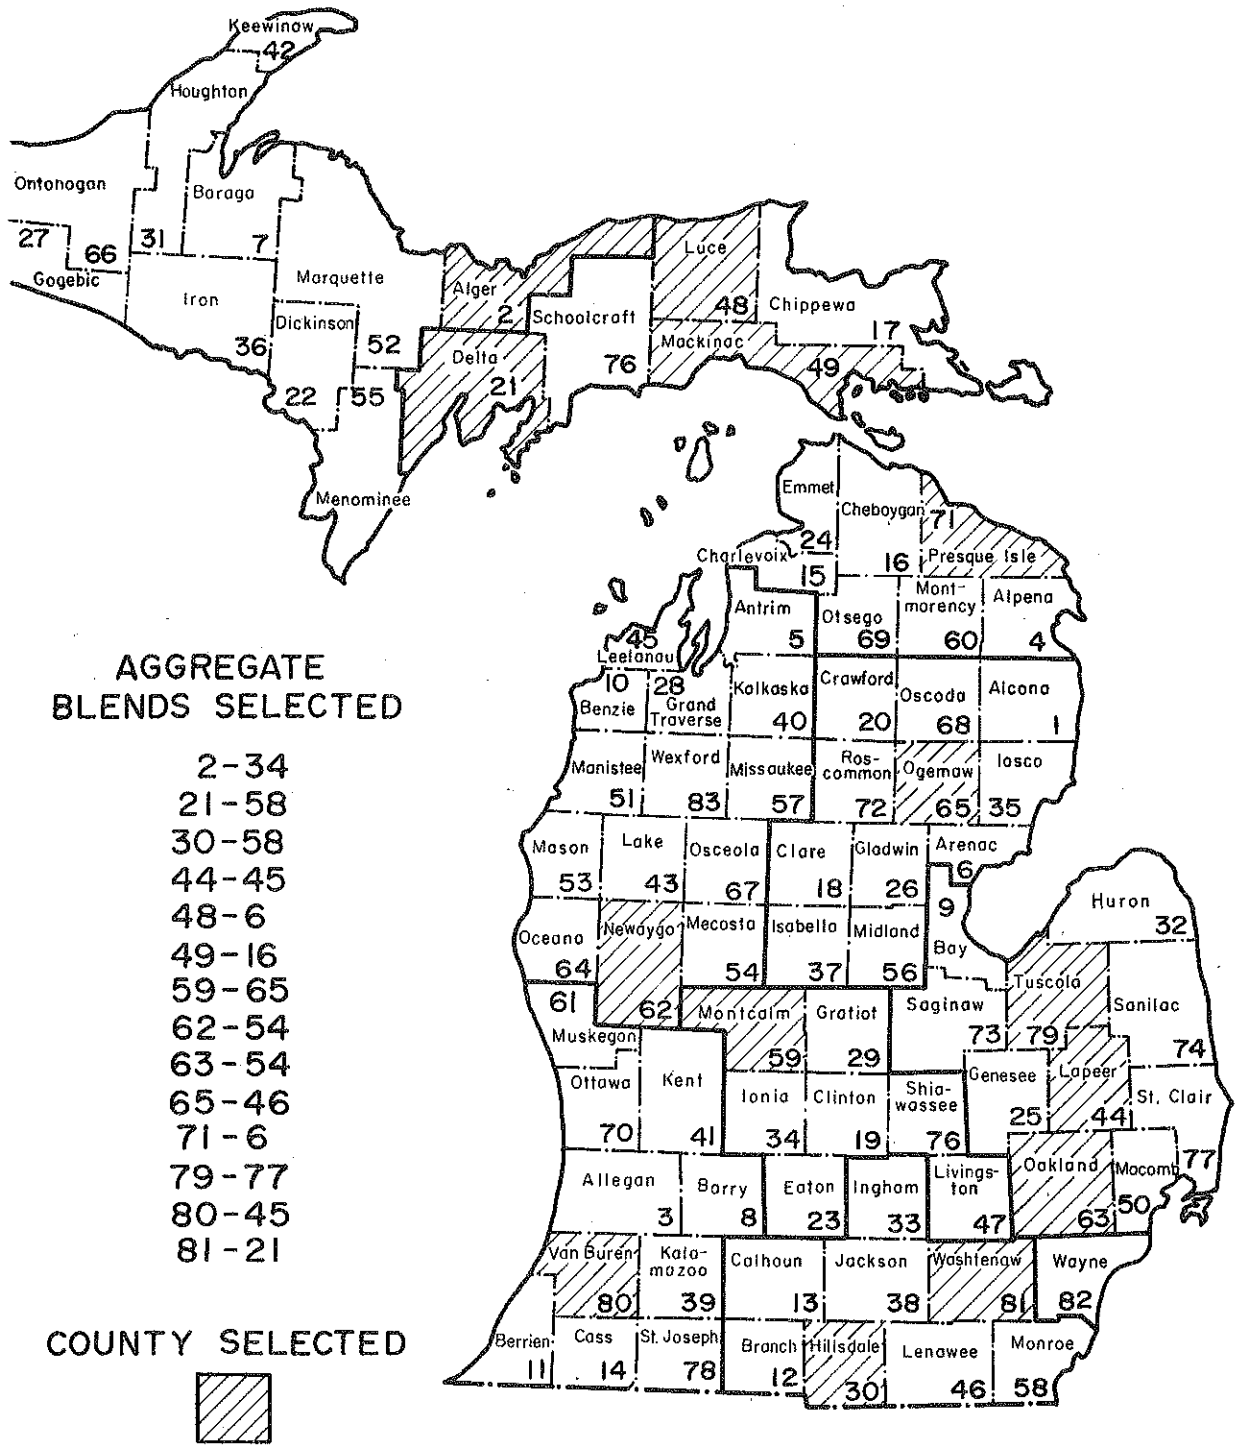 Keewinaw
42
Houghton
Ontonagon
Baraga
27
66
31
7
Gogebic
Iron
Marquette
Dickinson
36
52
22
55
Menominee
Alger
2
Schoolcraft
76
Delta
21
Luce
48
Chippewa
17
Mackinac
49
Emmet
24
Cheboygan
16
71
Presque Isle
Charlevoix
15
Antrim
5
Otsego
69
Mont-
morency
60
Alpena
4
45
Leelanau
10
Benzie
28
Grand
Traverse
Kalkaska
40
Crawford
20
Oscoda
68
Alcona
1
Manistee
51
Wexford
83
Missaukee
57
Ros-
common
72
Ogemaw
65
Iosco
35
Mason
53
Lake
43
Osceola
67
Clare
18
Gladwin
26
Arenac
6
Huron
32
Oceana
64
Newaygo
62
Mecosta
54
Isabella
37
Midland
56
9
Bay
Tuscola
79
Sanilac
74
61
Muskegon
Montcalm
59
Gratiot
29
Saginaw
73
Ottawa
70
Kent
41
Ionia
34
Clinton
19
Shia-
wassee
76
Genesee
25
Lapeer
44
St. Clair
77
Allegan
3
Barry
8
Eaton
23
Ingham
33
Livings-
ton
47
Oakland
63
Macomb
50
Van Buren
80
Kala-
mazoo
39
Calhoun
13
Jackson
38
Washtenaw
81
Wayne
82
Berrien
11
Cass
14
St. Joseph
78
Branch
12
Hillsdale
30
Lenawee
46
Monroe
58
AGGREGATE
BLENDS SELECTED
2-34
21-58
30-58
44-45
48-6
49-16
59-65
62-54
63-54
65-46
71-6
79-77
80-45
81-21
COUNTY SELECTED